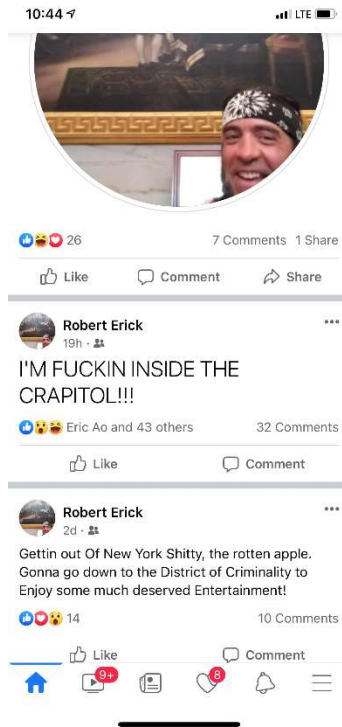 10:44
LTE
26
7 Comments 1 Share
Like
Comment
Share
Robert Erick
19h ·
I'M FUCKIN INSIDE THE
CRAPITOL!!!
Eric Ao and 43 others
32 Comments
Like
Comment
Robert Erick
2d ·
Gettin out Of New York Shitty, the rotten apple.
Gonna go down to the District of Criminality to
Enjoy some much deserved Entertainment!
14
10 Comments
Like
Comment
9+
8